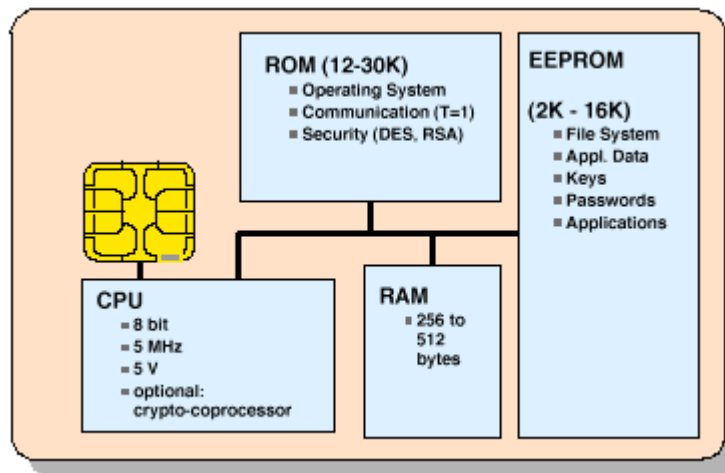 ROM (12-30K)
Operating System
Communication (T=1)
Security (DES, RSA)
EEPROM
(2K - 16K)
File System
Appl. Data
Keys
Passwords
Applications
CPU
8 bit
5 MHz
5 V
optional:
crypto-coprocessor
RAM
256 to
512
bytes